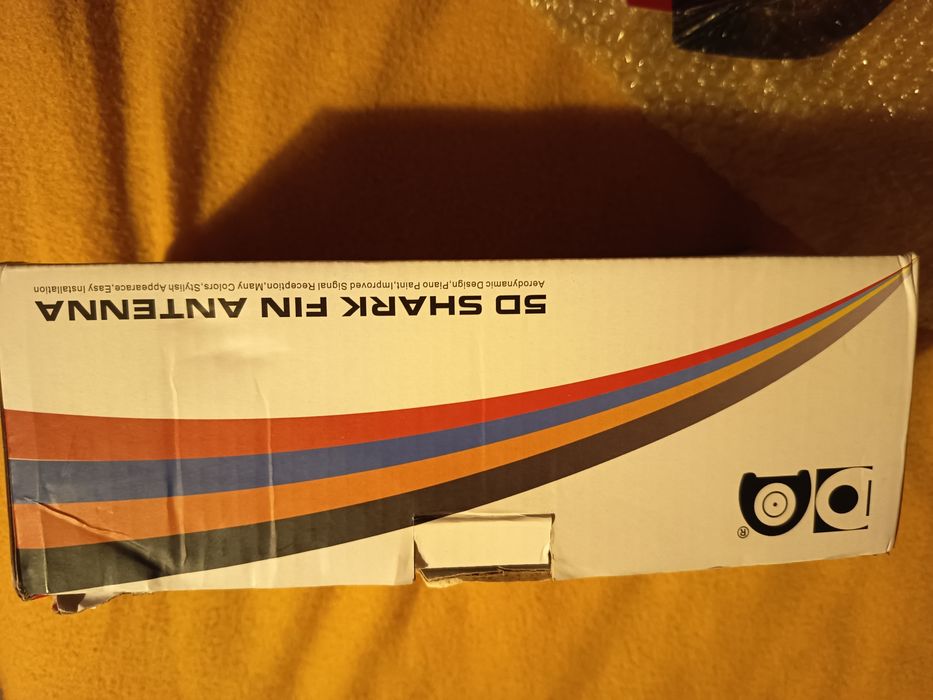 5D SHARK FIN ANTENNA
Aerodynamic Design,Piano Paint,Improved Signal Reception,Many Colors,Stylish Appearace,Easy Installation
®